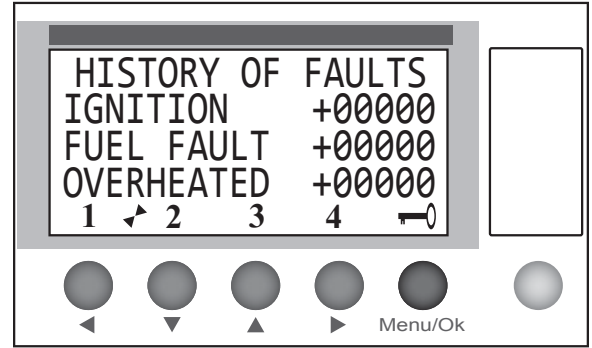 HISTORY OF FAULTS
IGNITION +00000
FUEL FAULT +00000
OVERHEATED +00000
1 2 3 4
Menu/Ok